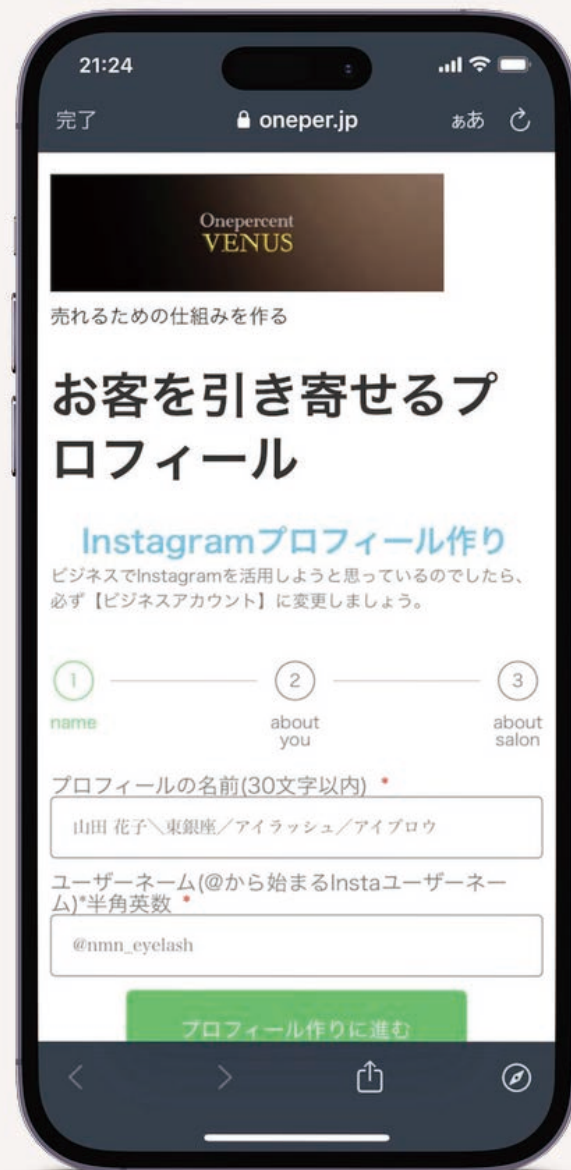 21:24
完了
oneper.jp
ぁあ
Onepercent
VENUS
売れるための仕組みを作る
お客を引き寄せるプ
ロフィール
Instagramプロフィール作り
ビジネスでInstagramを活用しようと思っているのでしたら、
必ず【ビジネスアカウント】に変更しましょう。
1
2
3
name
about
you
about
salon
プロフィールの名前(30文字以内) *
山田 花子＼東銀座／アイラッシュ／アイブロウ
ユーザーネーム(@から始まるInstaユーザーネー
ム)*半角英数 *
@nmn_eyelash
プロフィール作りに進む